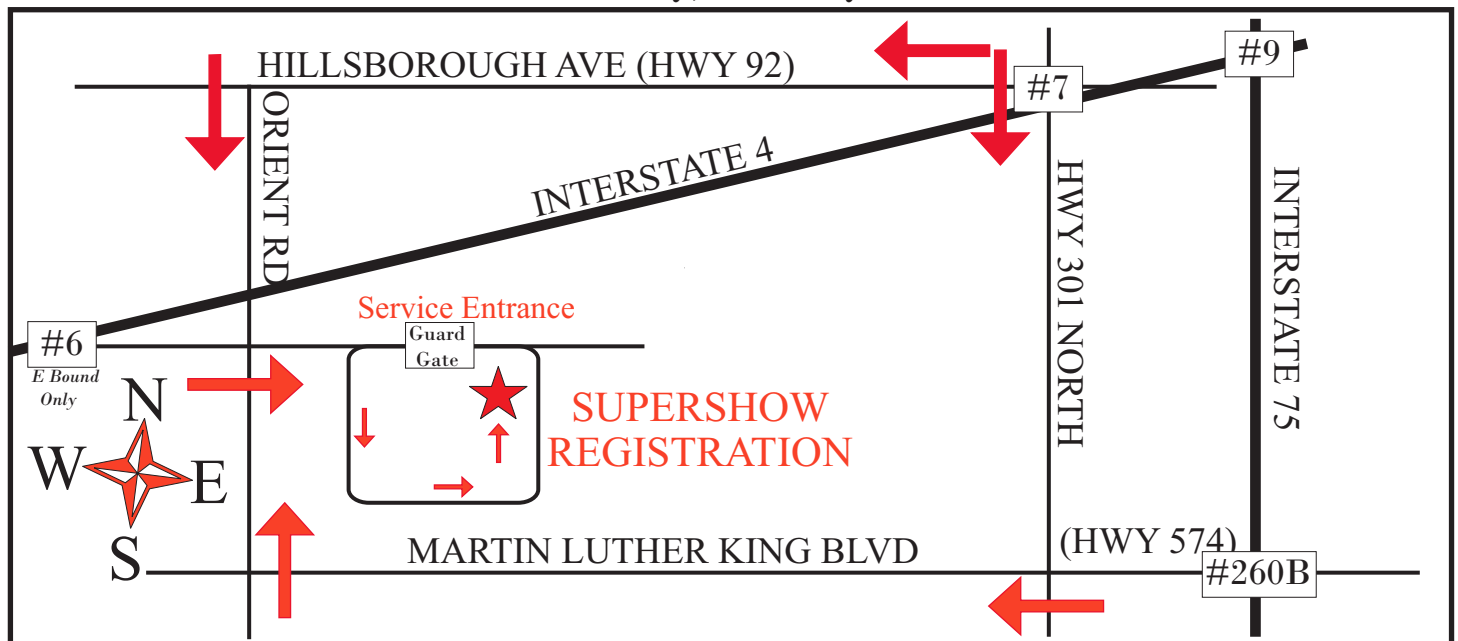 #9
HILLSBOROUGH AVE (HWY 92)
#7
ORIENT RD
INTERSTATE 4
HWY 301 NORTH
INTERSTATE 75
Service Entrance
Guard
Gate
#6
E Bound
Only
N
W
E
S
SUPERSHOW
REGISTRATION
MARTIN LUTHER KING BLVD
(HWY 574)
#260B